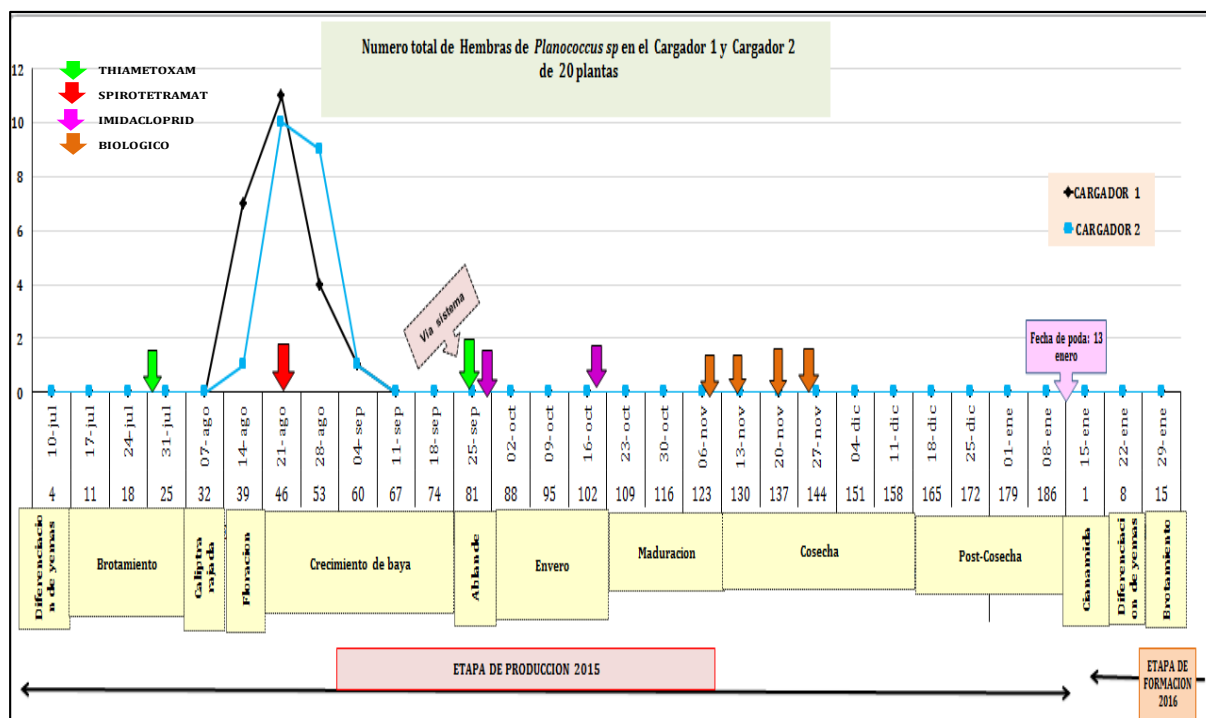 Numero total de Hembras de Planococcus sp en el Cargador 1 y Cargador 2
de 20 plantas
THIAMETOXAM
SPIROTETRAMAT
IMIDACLOPRID
BIOLOGICO
12
10
8
6
4
2
0
CARGADOR 1
CARGADOR 2
Via sistema
Fecha de poda: 13
enero
10-jul 17-jul 24-jul 31-jul 07-ago 14-ago 21-ago 28-ago 04-sep 11-sep 18-sep 25-sep 02-oct 09-oct 16-oct 23-oct 30-oct 06-nov 13-nov 20-nov 27-nov 04-dic 11-dic 18-dic 25-dic 01-ene 08-ene 15-ene 22-ene 29-ene
4 11 18 25 32 39 46 53 60 67 74 81 88 95 102 109 116 123 130 137 144 151 158 165 172 179 186 1 8 15
Diferenciacio
n de yemas
Brotamiento
Caliptra
rajada
Floracion
Crecimiento de baya
Ablande
Envero
Maduracion
Cosecha
Post-Cosecha
Cianamida
Diferenciaci
on de yemas
Brotamiento
ETAPA DE PRODUCCION 2015
ETAPA DE
FORMACION
2016